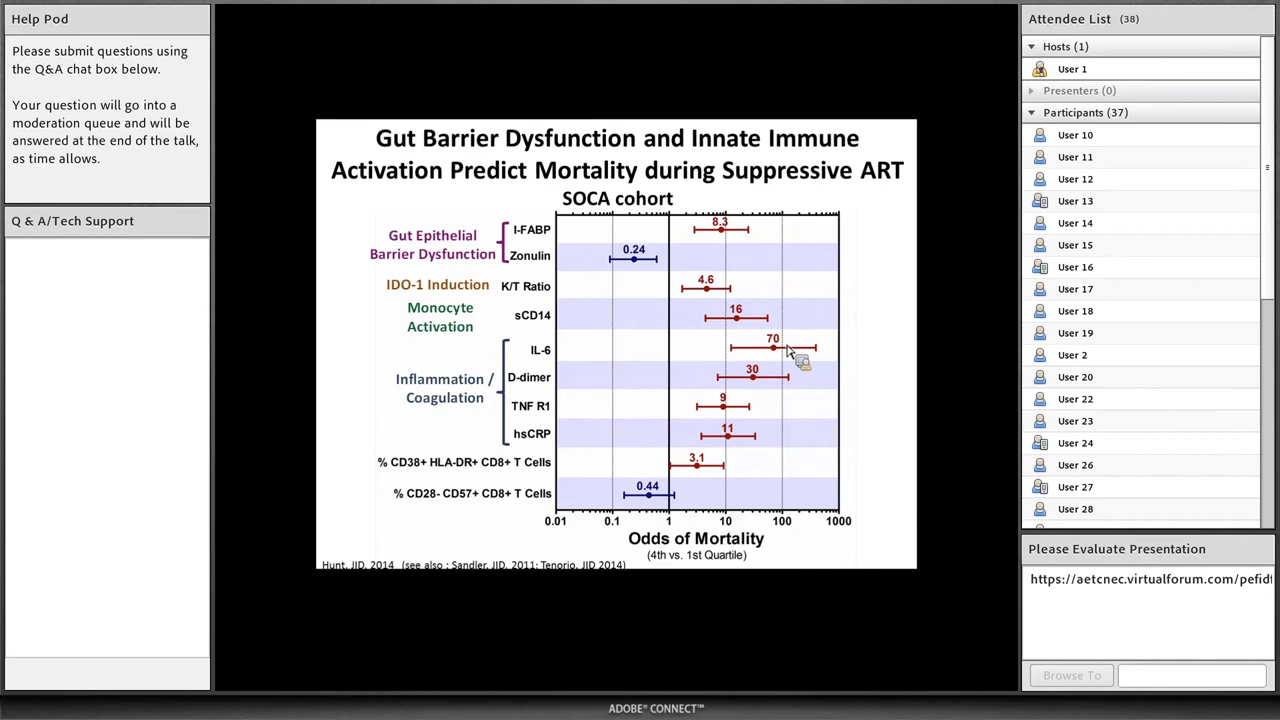 Help Pod
Please submit questions using
the Q&A chat box below.
Your question will go into a
moderation queue and will be
answered at the end of the talk,
as time allows.
Q & A/Tech Support
Gut Barrier Dysfunction and Innate Immune
Activation Predict Mortality during Suppressive ART
SOCA cohort
Gut Epithelial
Barrier Dysfunction
I-FABP
8.3
Zonulin
0.24
IDO-1 Induction
K/T Ratio
4.6
Monocyte
Activation
sCD14
16
Inflammation /
Coagulation
IL-6
70
D-dimer
30
TNF R1
9
hsCRP
11
% CD38+ HLA-DR+ CD8+ T Cells
3.1
% CD28- CD57+ CD8+ T Cells
0.44
0.01 0.1 1 10 100 1000
Odds of Mortality
(4th vs. 1st Quartile)
Hunt, JID, 2014 (see also : Sandler, JID, 2011; Tenorio, JID 2014)
Attendee List (38)
Hosts (1)
User 1
Presenters (0)
Participants (37)
User 10
User 11
User 12
User 13
User 14
User 15
User 16
User 17
User 18
User 19
User 2
User 20
User 22
User 23
User 24
User 26
User 27
User 28
Please Evaluate Presentation
https://aetcnec.virtualforum.com/pefidf
Browse To
ADOBE® CONNECT™